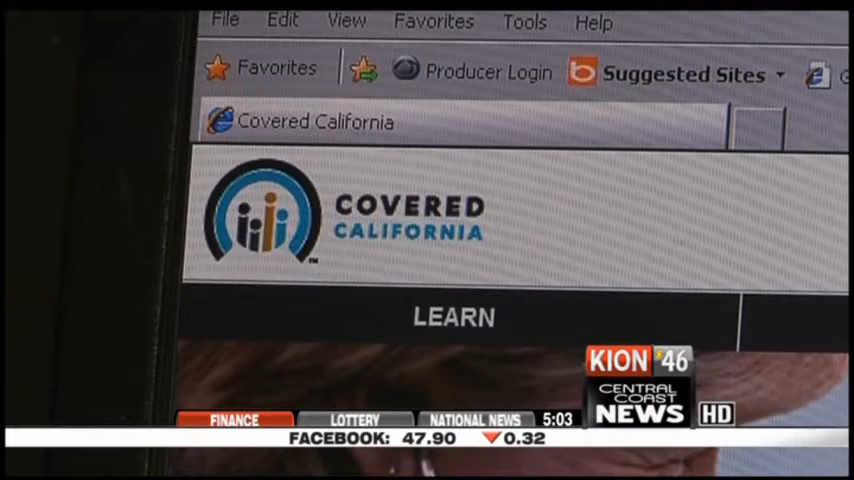 File Edit View Favorites Tools Help
Favorites Producer Login Suggested Sites
Covered California
COVERED
CALIFORNIA
TM
LEARN
KION 46
CENTRAL
COAST
NEWS HD
FINANCE LOTTERY NATIONAL NEWS 5:03
FACEBOOK: 47.90 0.32